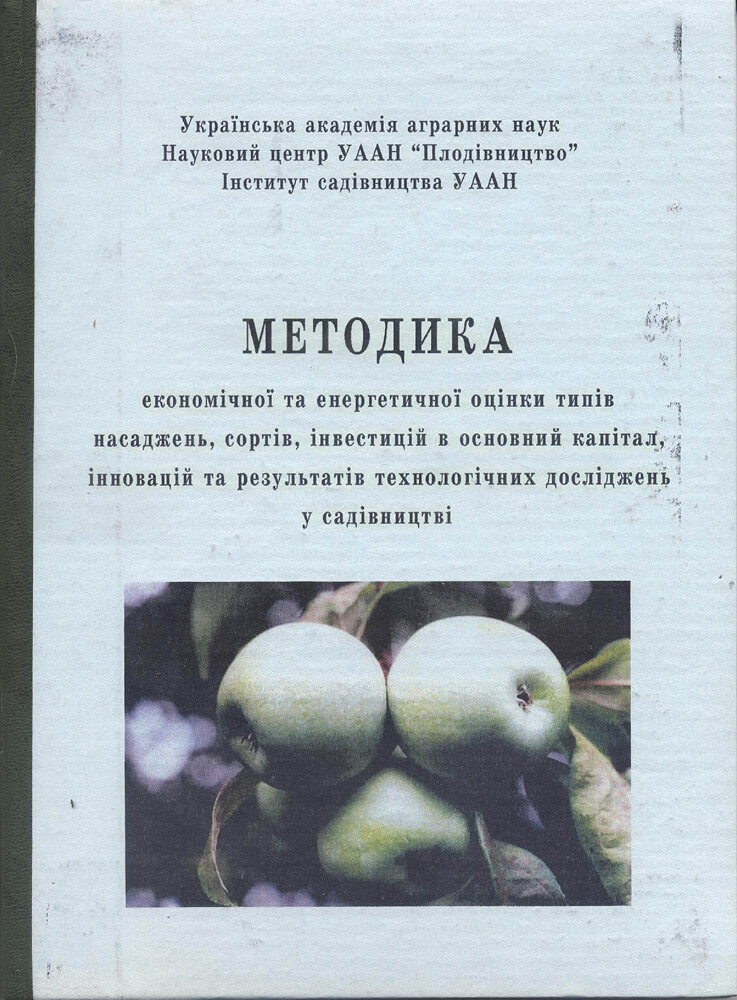 Українська академія аграрних наук
Науковий центр УААН “Плодівництво”
Інститут садівництва УААН
МЕТОДИКА
економічної та енергетичної оцінки типів
насаджень, сортів, інвестицій в основний капітал,
інновацій та результатів технологічних досліджень
у садівництві